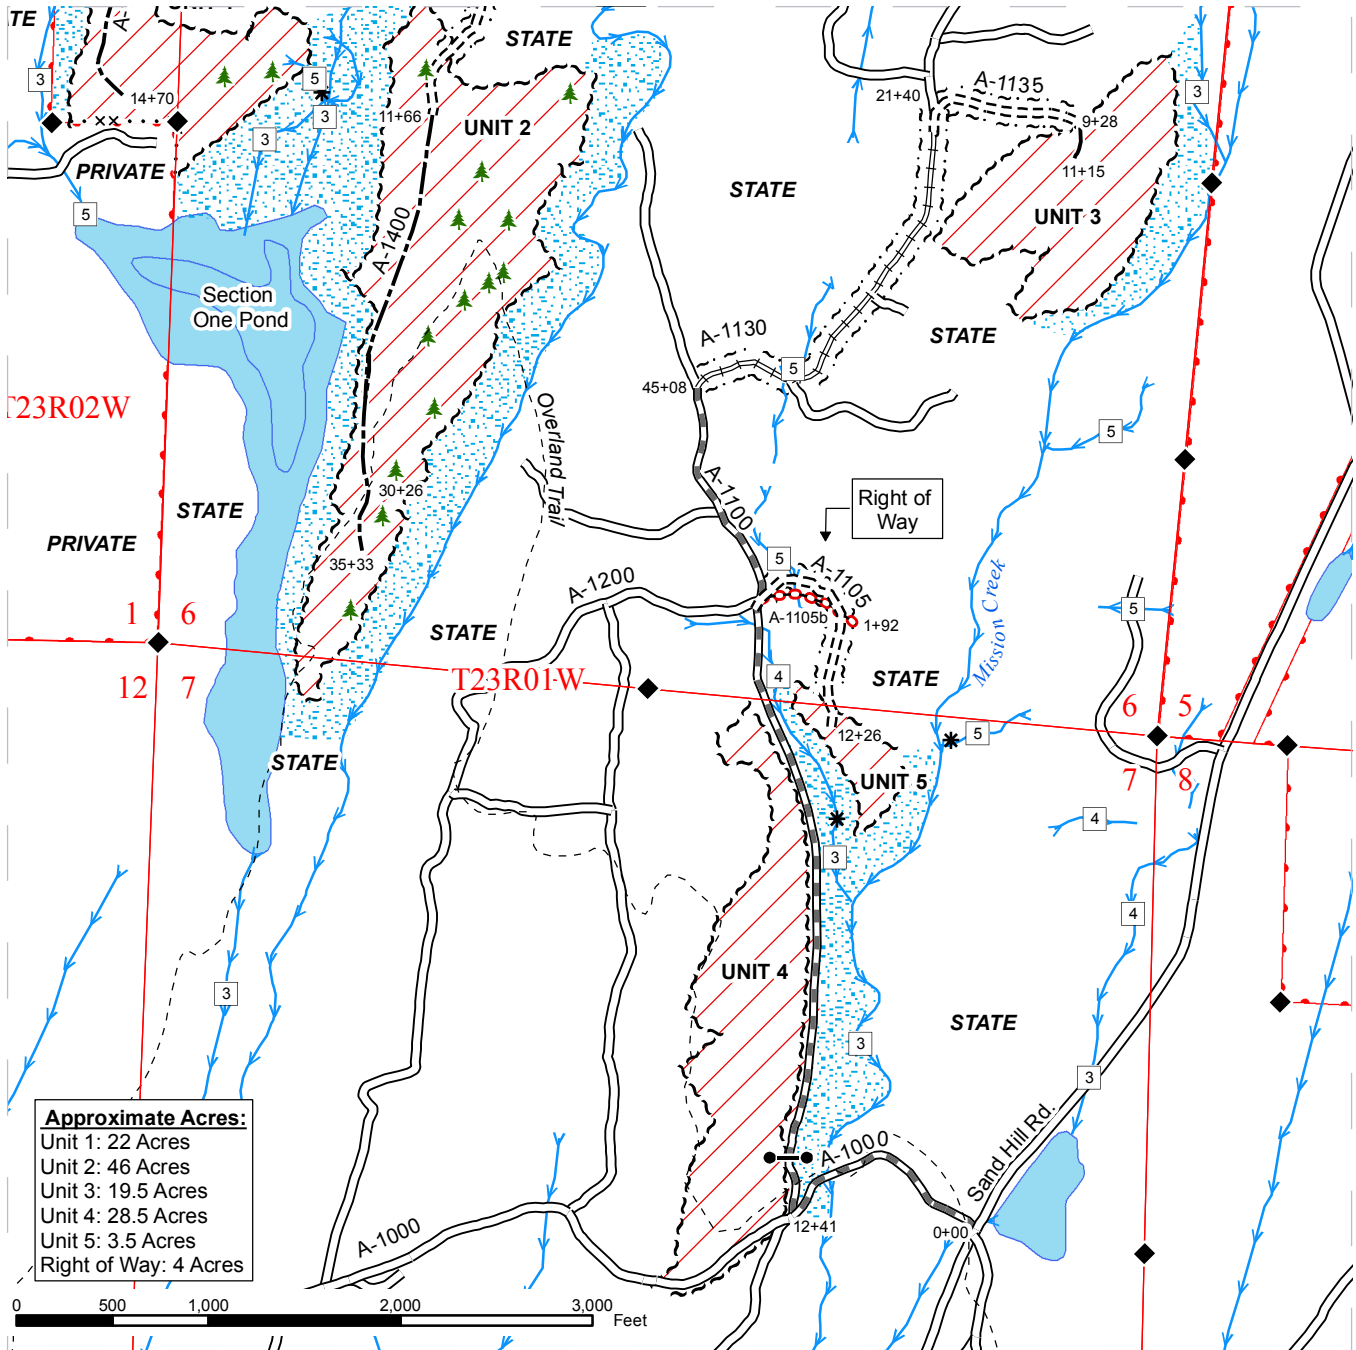 TE
UNIT 1
A-
STATE
3
5
3
3
14+70
11+66
UNIT 2
21+40
A-1135
9+28
11+15
3
PRIVATE
STATE
UNIT 3
5
A-1400
Section
One Pond
STATE
A-1130
5
45+08
T23R02W
Overland Trail
5
30+26
A-1100
Right of
Way
STATE
PRIVATE
35+33
5
A-1105
A-1200
A-1105b
1+92
Mission Creek
5
1 6
STATE
12 7
T23R01W
4
STATE
6 5
12+26
5
STATE
UNIT 5
7 8
4
3
4
UNIT 4
3
STATE
3
3
Approximate Acres:
Unit 1: 22 Acres
Unit 2: 46 Acres
Unit 3: 19.5 Acres
Unit 4: 28.5 Acres
Unit 5: 3.5 Acres
Right of Way: 4 Acres
A-1000
Sand Hill Rd.
A-1000
12+41
0+00
0 500 1,000 2,000 3,000
Feet